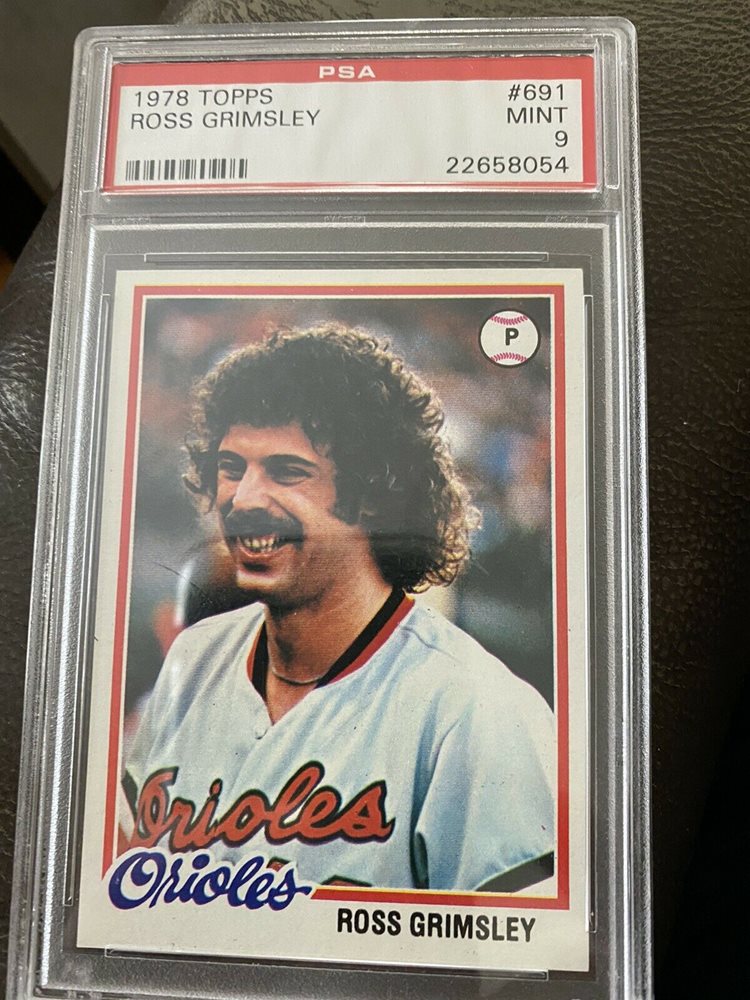 PSA
1978 TOPPS #691
ROSS GRIMSLEY MINT
9
22658054
P
Orioles
Orioles
ROSS GRIMSLEY